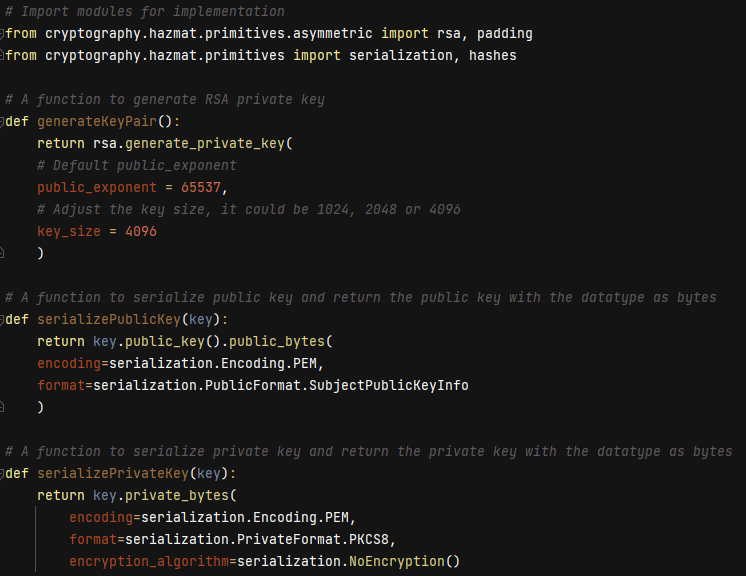 # Import modules for implementation
from cryptography.hazmat.primitives.asymmetric import rsa, padding
from cryptography.hazmat.primitives import serialization, hashes
# A function to generate RSA private key
def generateKeyPair():
    return rsa.generate_private_key(
    # Default public_exponent
    public_exponent = 65537,
    # Adjust the key size, it could be 1024, 2048 or 4096
    key_size = 4096
    )
# A function to serialize public key and return the public key with the datatype as bytes
def serializePublicKey(key):
    return key.public_key().public_bytes(
    encoding=serialization.Encoding.PEM,
    format=serialization.PublicFormat.SubjectPublicKeyInfo
    )
# A function to serialize private key and return the private key with the datatype as bytes
def serializePrivateKey(key):
    return key.private_bytes(
        encoding=serialization.Encoding.PEM,
        format=serialization.PrivateFormat.PKCS8,
        encryption_algorithm=serialization.NoEncryption()